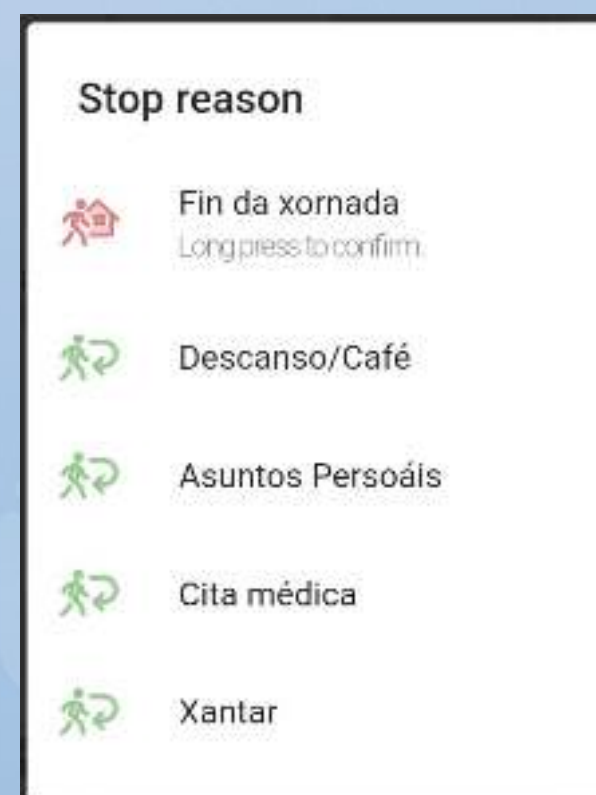 Stop reason
Fin da xornada
Long press to confirm.
Descanso/Café
Asuntos Persoáis
Cita médica
Xantar